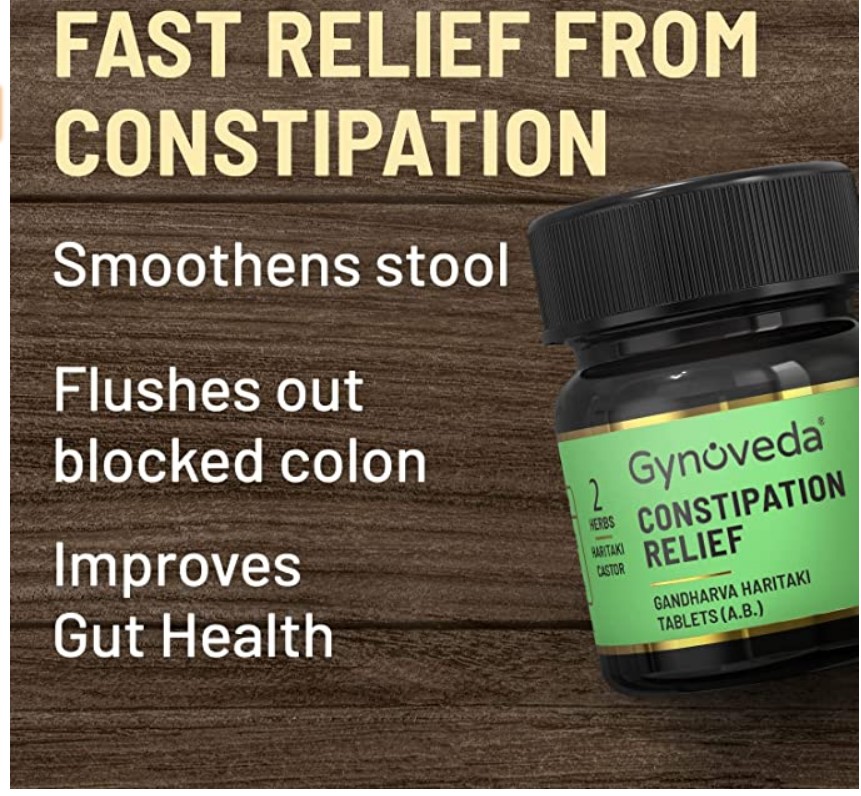 FAST RELIEF FROM
CONSTIPATION
Smoothens stool
Flushes out
blocked colon
Improves
Gut Health
Gynoveda®
CONSTIPATION
RELIEF
GANDHARVA HARITAKI
TABLETS (A.B.)
2
HERBS
HARITAKI
CASTOR